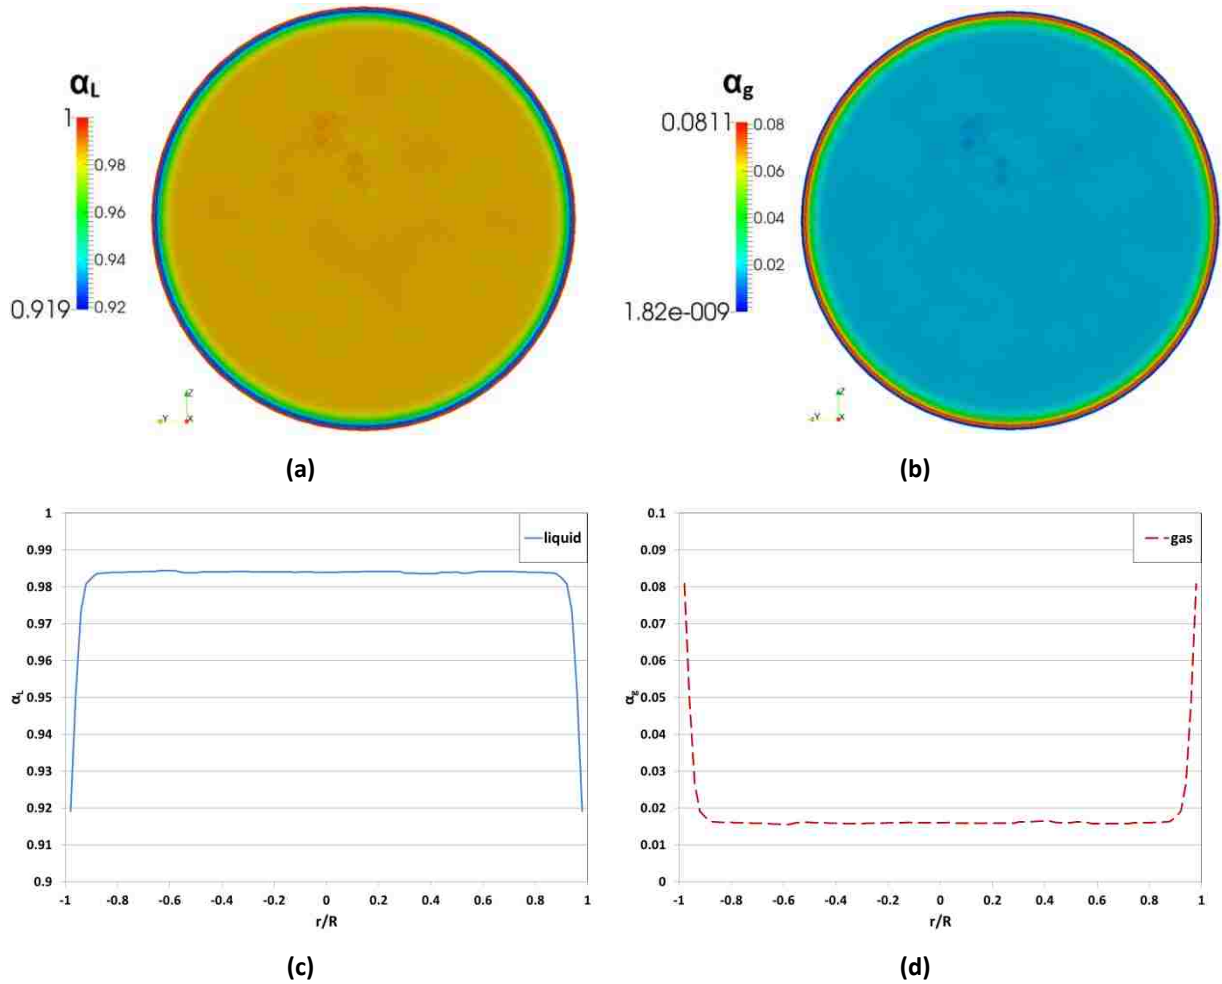 α_L
1
0.98
0.96
0.94
0.919
0.92
Z
Y
X
(a)
α_g
0.0811
0.08
0.06
0.04
0.02
1.82e-009
Z
Y
X
(b)
1
0.99
0.98
0.97
0.96
0.95
0.94
0.93
0.92
0.91
0.9
α_L
liquid
-1 -0.8 -0.6 -0.4 -0.2 0 0.2 0.4 0.6 0.8 1
r/R
(c)
0.1
0.09
0.08
0.07
0.06
0.05
0.04
0.03
0.02
0.01
0
α_g
gas
-1 -0.8 -0.6 -0.4 -0.2 0 0.2 0.4 0.6 0.8 1
r/R
(d)